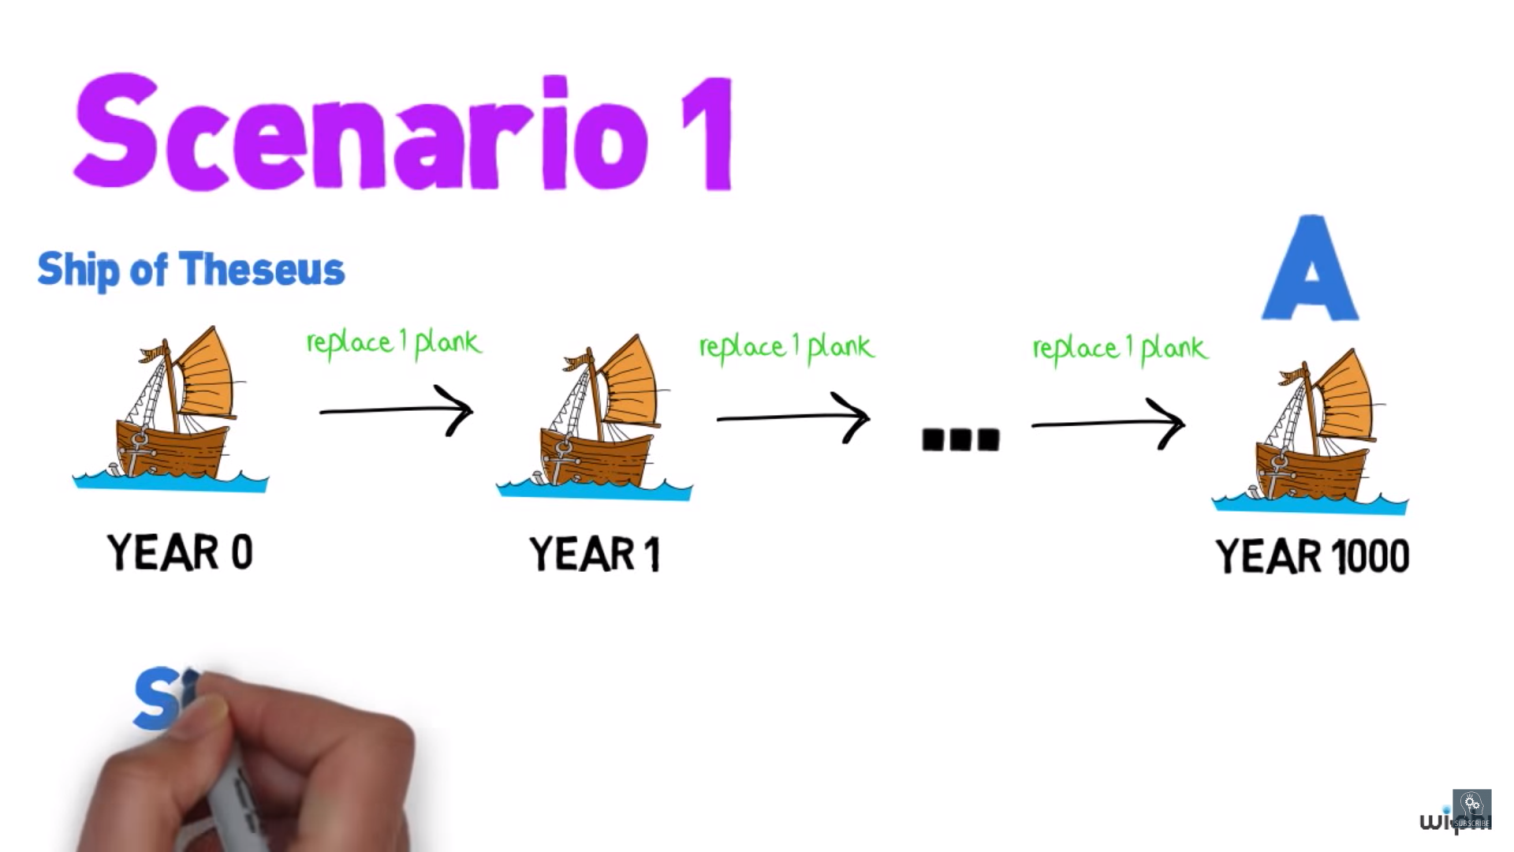 Scenario 1
A
Ship of Theseus
replace 1 plank
replace 1 plank
replace 1 plank
YEAR 0
YEAR 1
...
YEAR 1000
S
SUBSCRIBE